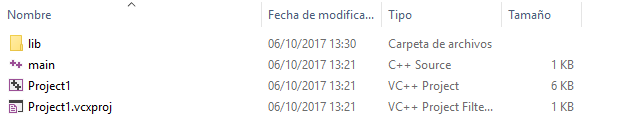 Nombre Fecha de modifica... Tipo Tamaño
lib 06/10/2017 13:30 Carpeta de archivos
main 06/10/2017 13:21 C++ Source 1 KB
Project1 06/10/2017 13:21 VC++ Project 6 KB
Project1.vcxproj 06/10/2017 13:21 VC++ Project Filte... 1 KB